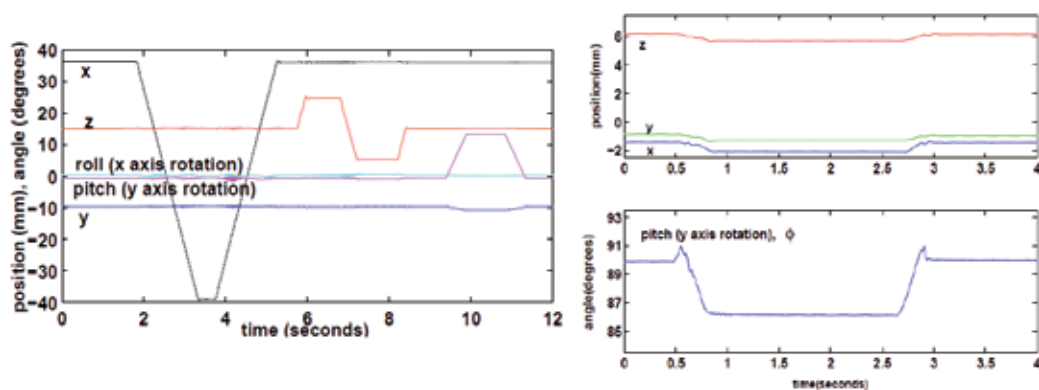 position (mm), angle (degrees)
40
30
20
10
0
−10
−20
−30
−40
x
z
roll (x axis rotation)
pitch (y axis rotation)
y
0 2 4 6 8 10 12
time (seconds)
position(mm)
6
4
2
0
−2
z
y
x
0 0.5 1 1.5 2 2.5 3 3.5 4
angle(degrees)
93
91
89
87
85
pitch (y axis rotation), ϕ
0 0.5 1 1.5 2 2.5 3 3.5 4
time(seconds)